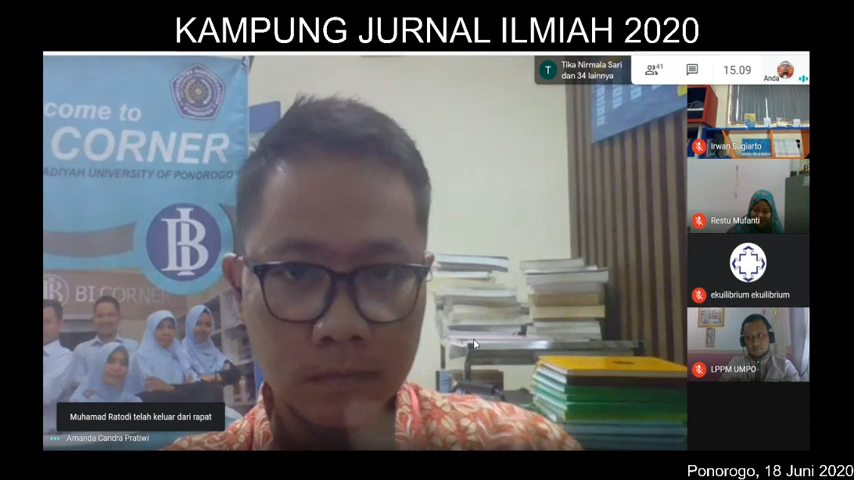 KAMPUNG JURNAL ILMIAH 2020
Tika Nirmala Sari
dan 34 lainnya
T
41
15.09
Anda
come to
CORNER
ADIYAH UNIVERSITY OF PONOROGO
BI CORNER
Irwan Sugiarto
Restu Mufanti
ekuilibrium ekuilibrium
LPPM UMPO
Muhamad Ratodi telah keluar dari rapat
Amanda Candra Pratiwi
Ponorogo, 18 Juni 2020